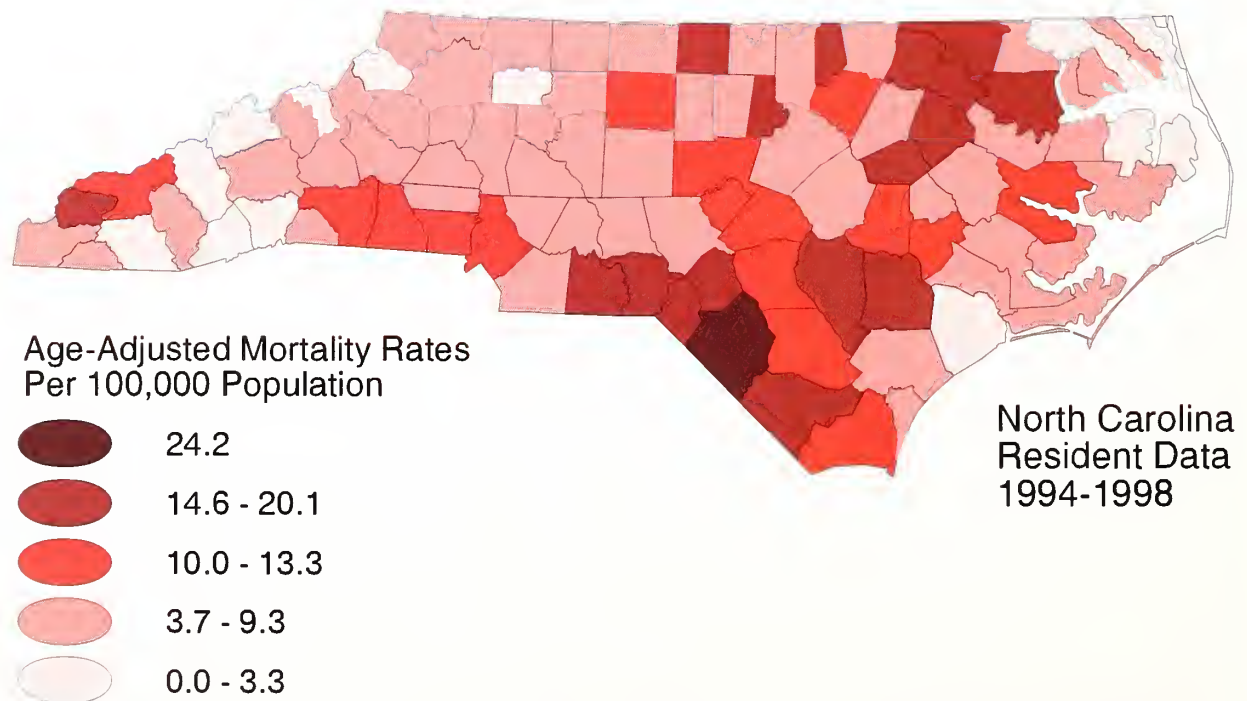 Age-Adjusted Mortality Rates
Per 100,000 Population
24.2
14.6 - 20.1
10.0 - 13.3
3.7 - 9.3
0.0 - 3.3
North Carolina
Resident Data
1994-1998